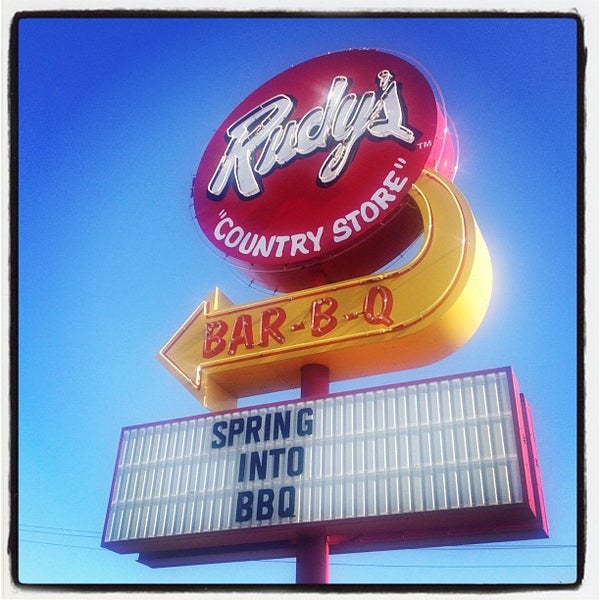 Rudy's
TM
"COUNTRY STORE"
BAR-B-Q
SPRING
INTO
BBQ